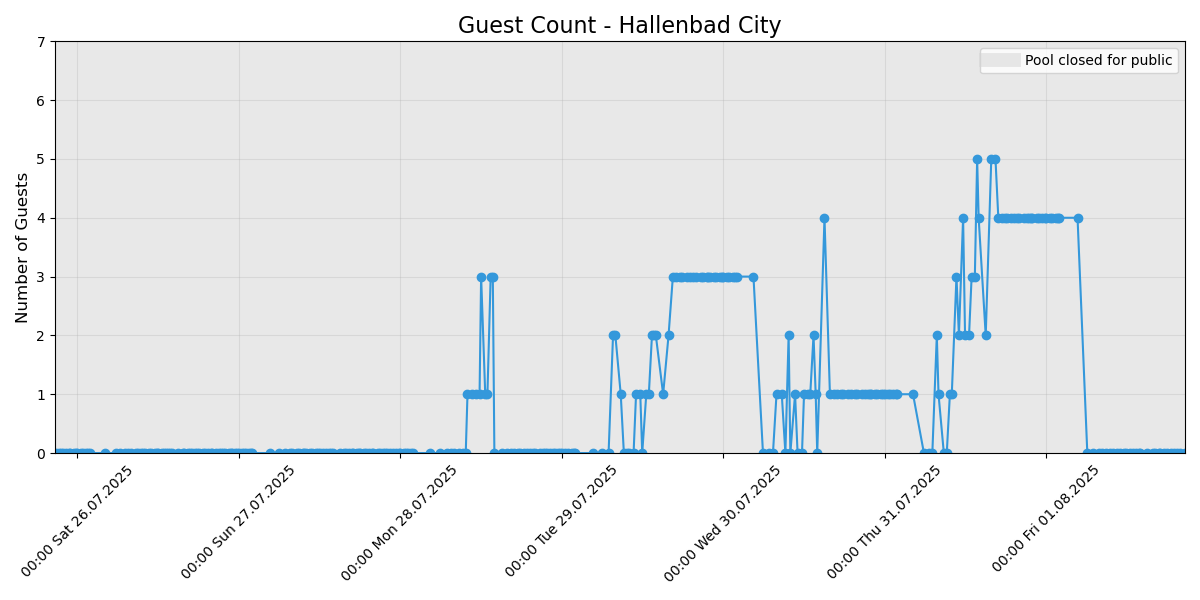 Guest Count - Hallenbad City
Pool closed for public
Number of Guests
7
6
5
4
3
2
1
0
00:00 Sat 26.07.2025
00:00 Sun 27.07.2025
00:00 Mon 28.07.2025
00:00 Tue 29.07.2025
00:00 Wed 30.07.2025
00:00 Thu 31.07.2025
00:00 Fri 01.08.2025